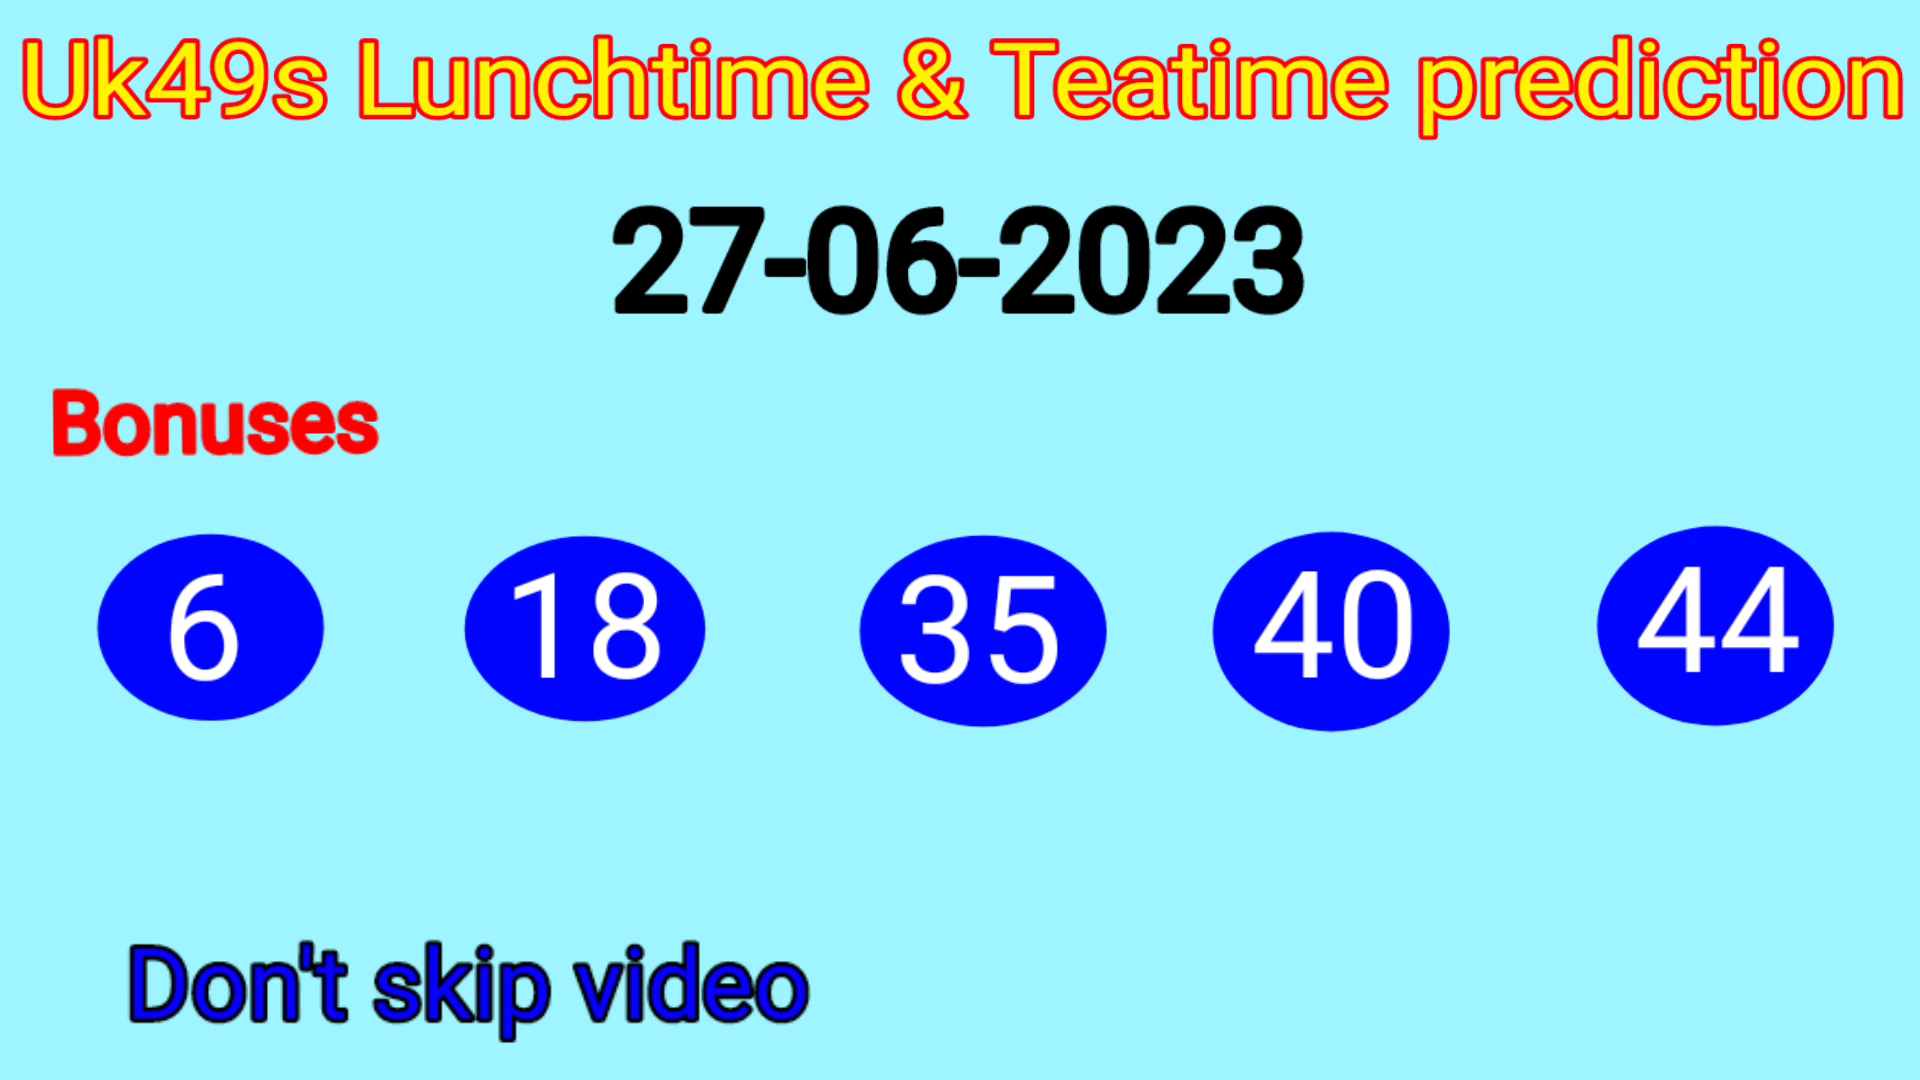 Uk49s Lunchtime & Teatime prediction
27-06-2023
Bonuses
6 18 35 40 44
Don't skip video